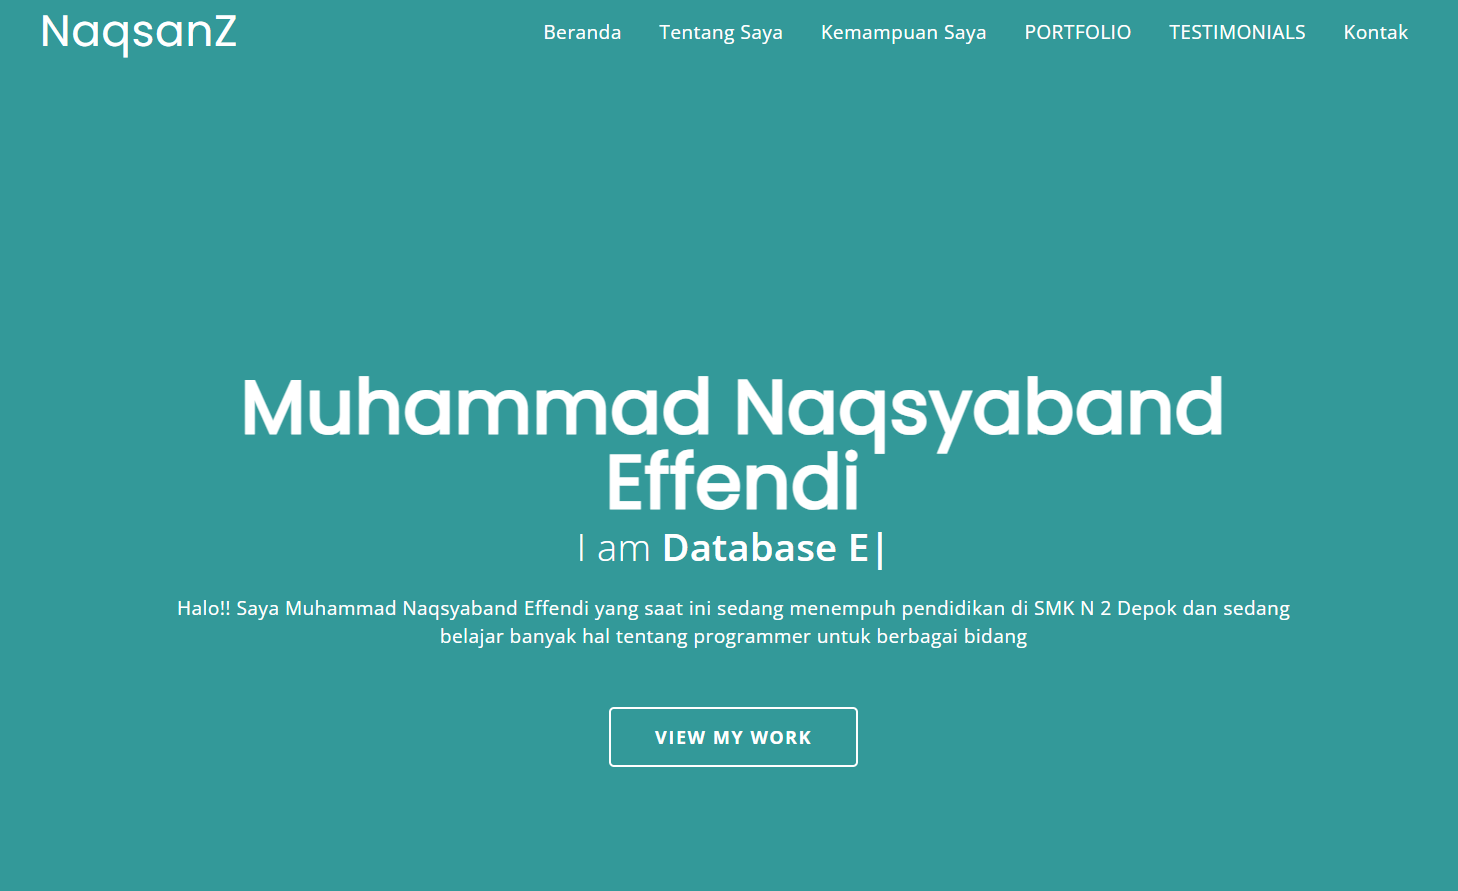 NaqsanZ
Beranda Tentang Saya Kemampuan Saya PORTFOLIO TESTIMONIALS Kontak
Muhammad Naqsyaband
Effendi
I am Database E|
Halo!! Saya Muhammad Naqsyaband Effendi yang saat ini sedang menempuh pendidikan di SMK N 2 Depok dan sedang
belajar banyak hal tentang programmer untuk berbagai bidang
VIEW MY WORK